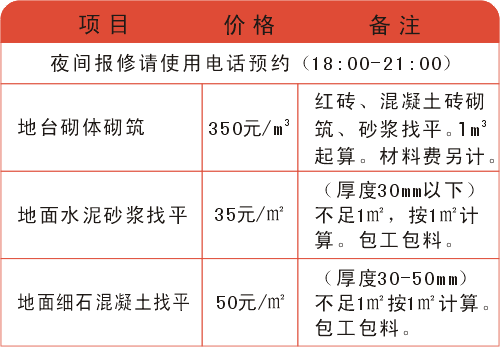 项目 价格 备注
夜间报修请使用电话预约（18:00-21:00）
地台砌体砌筑 350元/m³ 红砖、混凝土砖砌
筑、砂浆找平。1m³
起算。材料费另计。
地面水泥砂浆找平 35元/㎡ （厚度30mm以下）
不足1㎡，按1㎡计
算。包工包料。
地面细石混凝土找平 50元/㎡ （厚度30-50mm）
不足1㎡按1㎡计算。
包工包料。